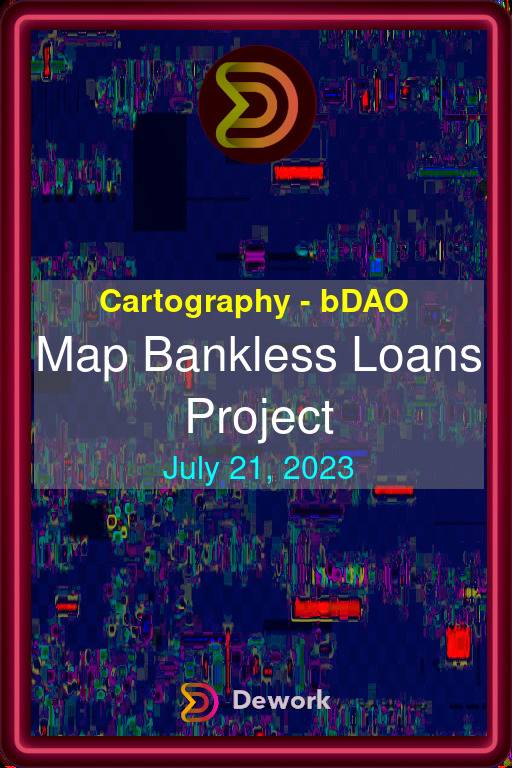 Cartography - bDAO
Map Bankless Loans
Project
July 21, 2023
Dework